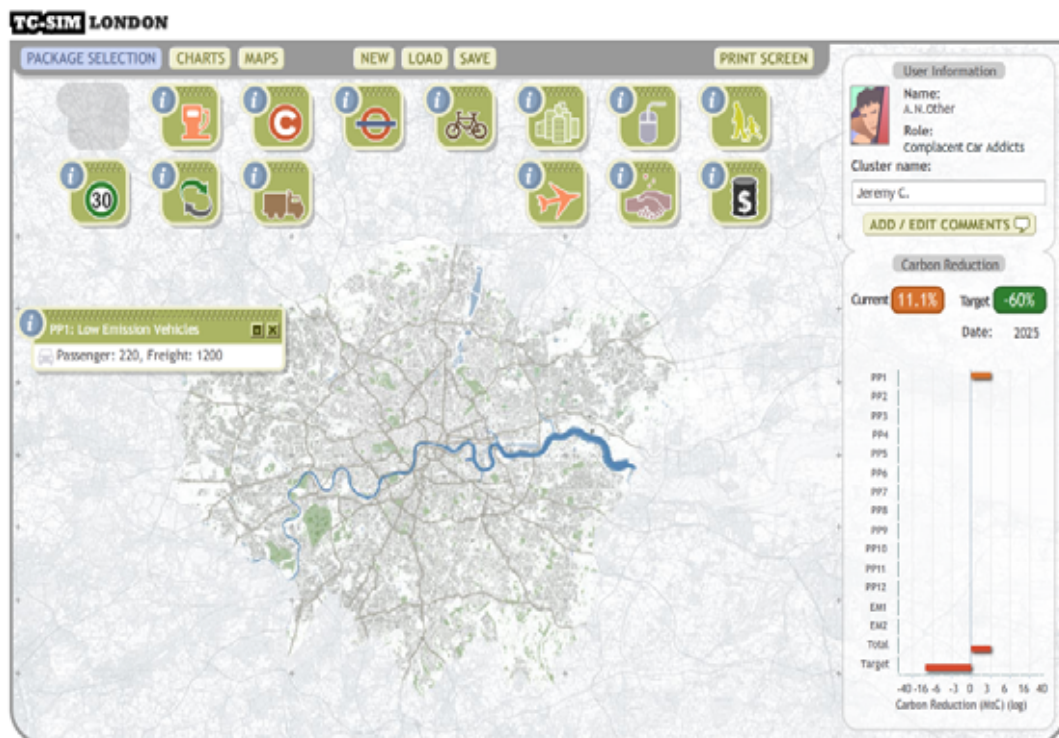 TC-SIM LONDON
PACKAGE SELECTION CHARTS MAPS NEW LOAD SAVE PRINT SCREEN
i i i i i i i
C
i i i i i i
30 $
i PP1: Low Emission Vehicles
Passenger: 220, Freight: 1200
User Information
Name:
A.N.Other
Role:
Complacent Car Addicts
Cluster name:
Jeremy C.
ADD / EDIT COMMENTS
Carbon Reduction
Current 11.1% Target -60%
Date: 2025
PP1
PP2
PP3
PP4
PP5
PP6
PP7
PP8
PP9
PP10
PP11
PP12
EM1
EM2
Total
Target
-40 -16 -6 -3 0 3 6 16 40
Carbon Reduction (MtC) (log)